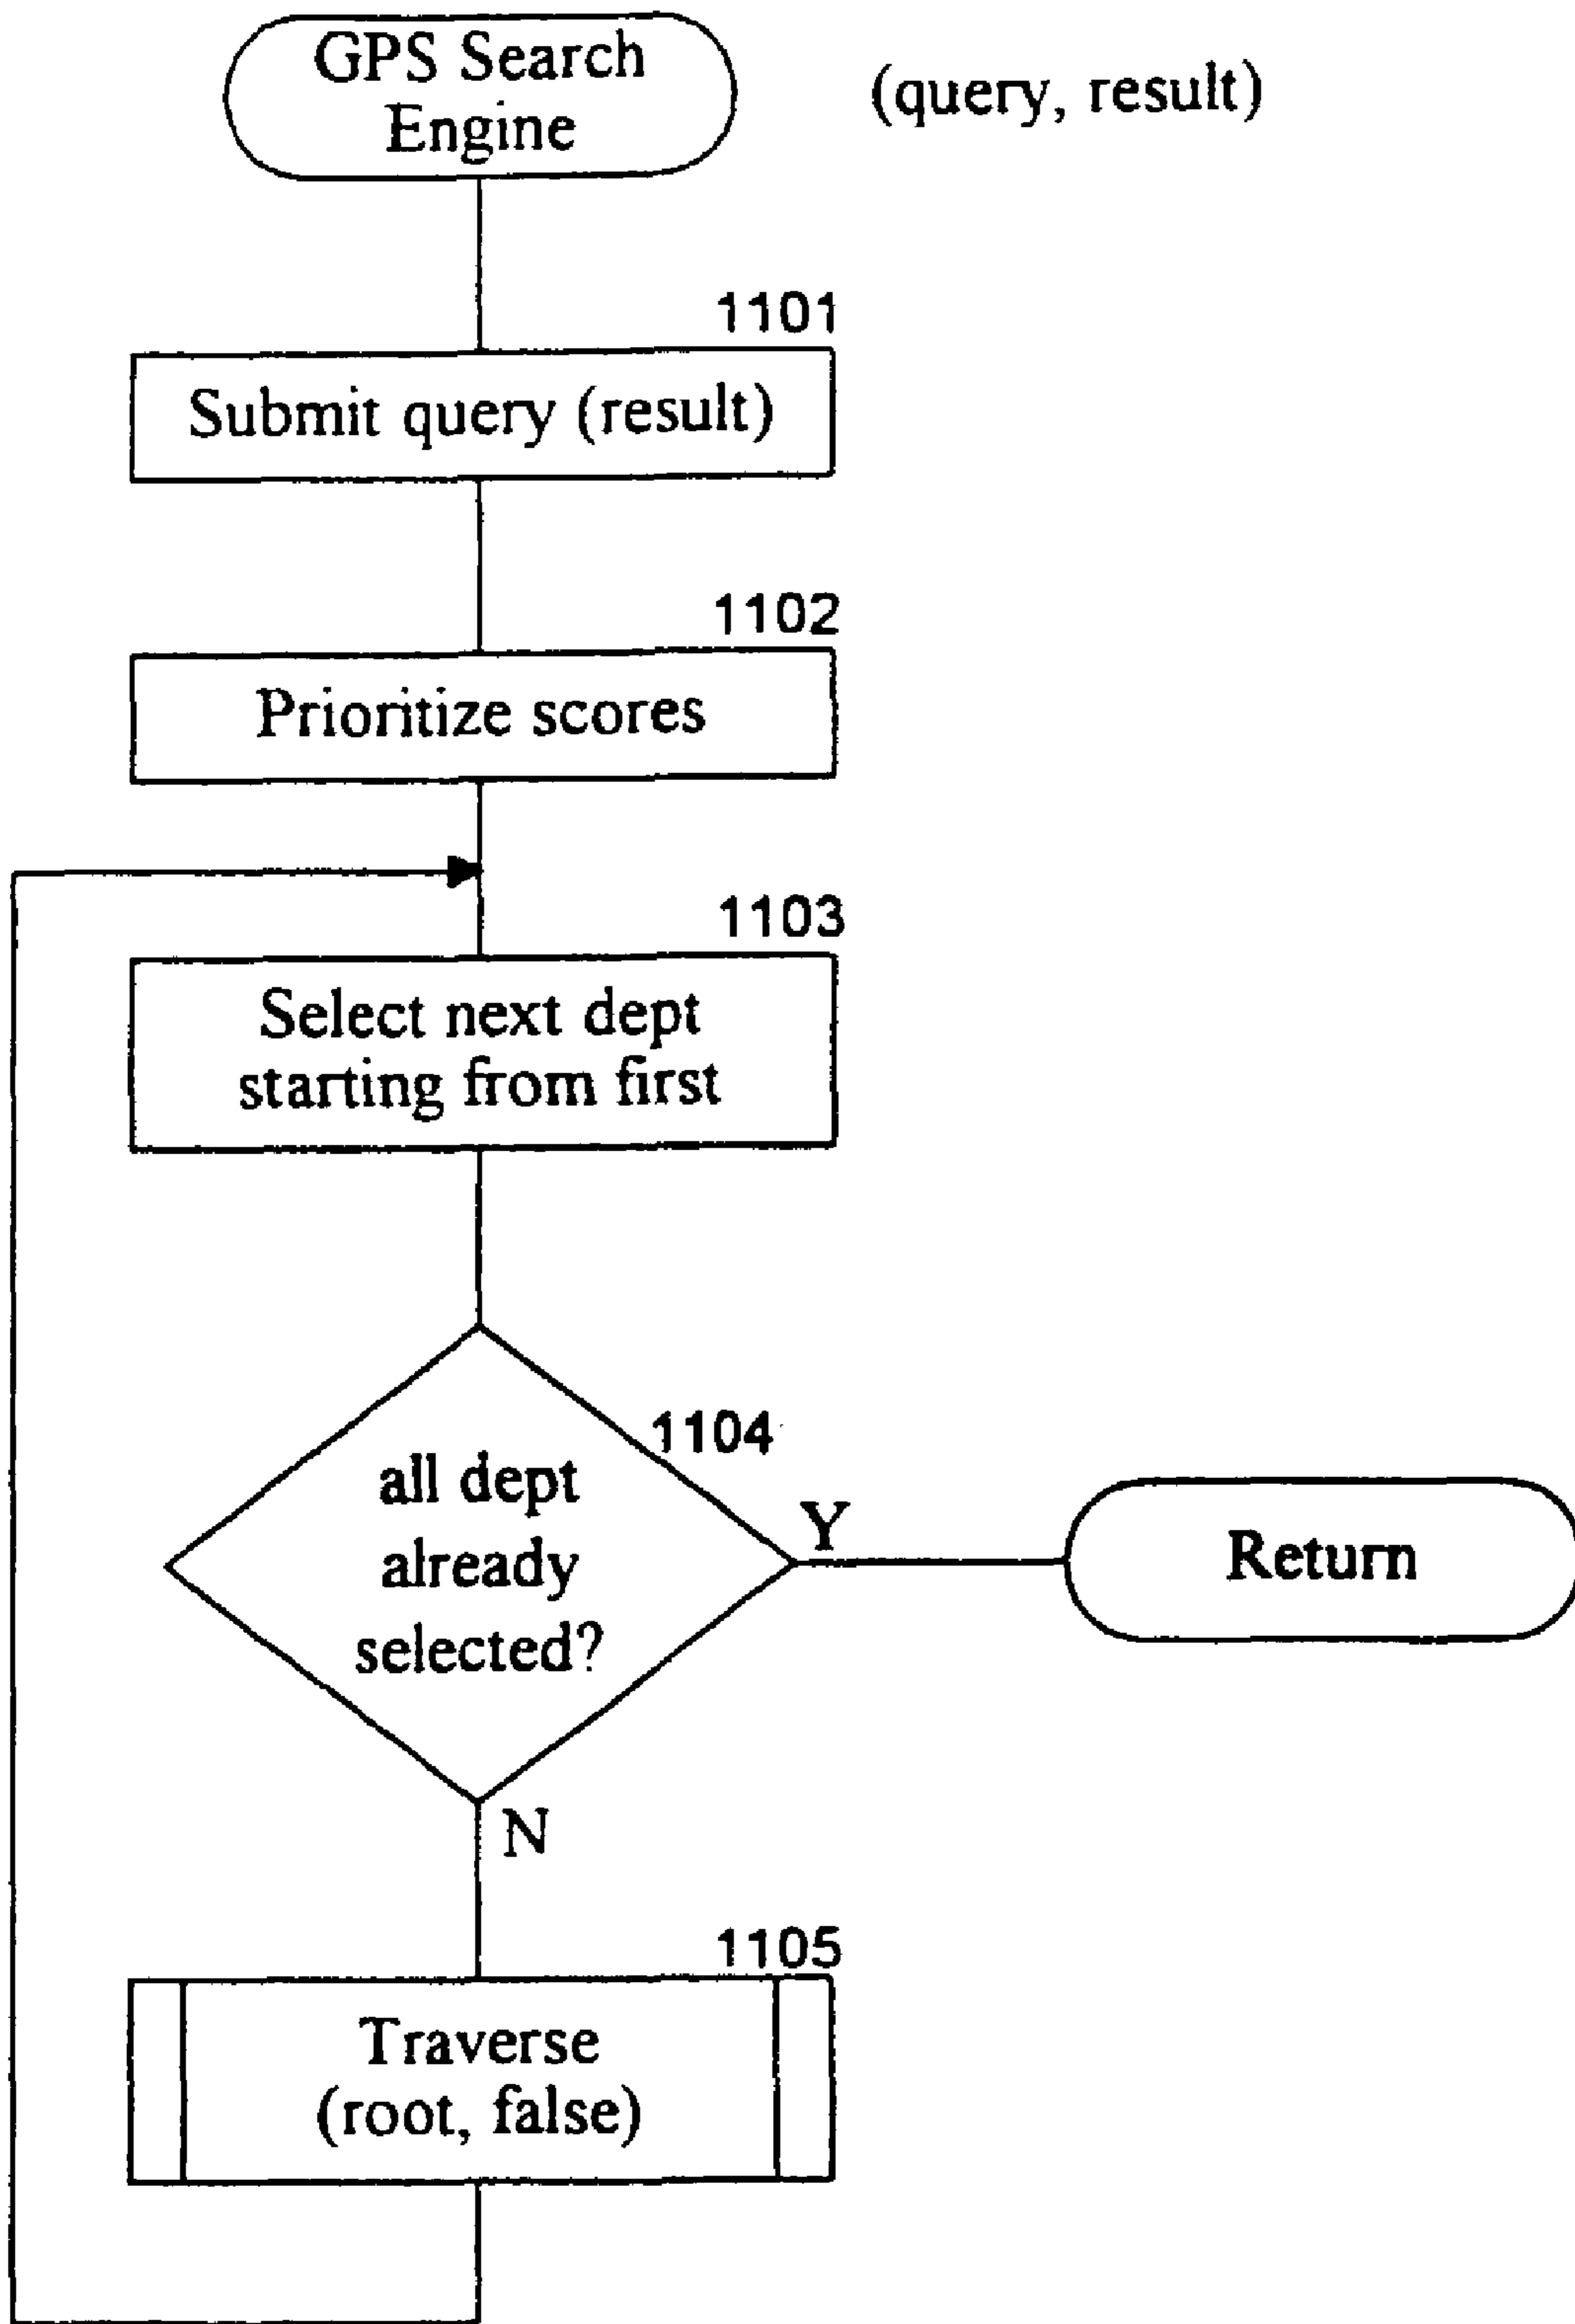 GPS Search
Engine
(query, result)
1101
Submit query (result)
1102
Prioritize scores
1103
Select next dept
starting from first
1104
all dept
already
selected?
Y
Return
N
1105
Traverse
(root, false)